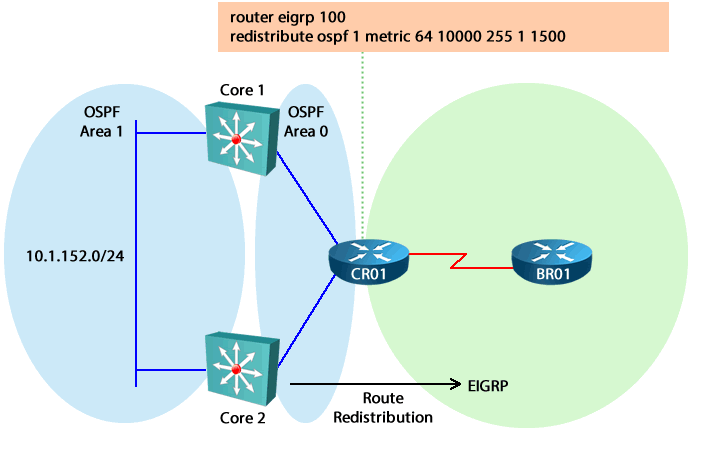 router eigrp 100
redistribute ospf 1 metric 64 10000 255 1 1500
Core 1
OSPF
Area 1
OSPF
Area 0
10.1.152.0/24
CR01
BR01
Core 2
Route
Redistribution
EIGRP